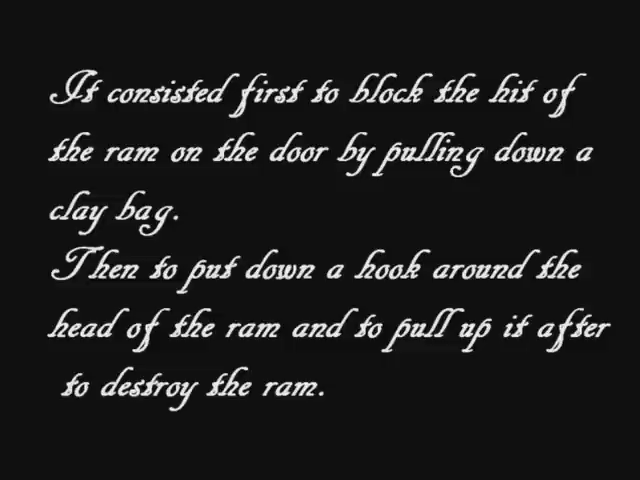 It consisted first to block the hit of
the ram on the door by pulling down a
clay bag.
Then to put down a hook around the
head of the ram and to pull up it after
to destroy the ram.